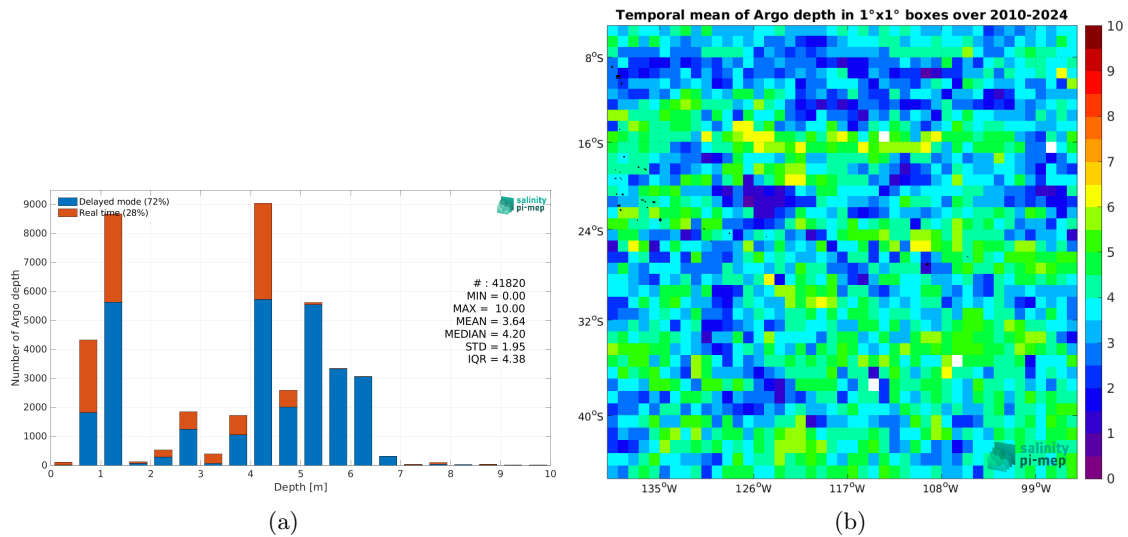 Delayed mode (72%)
Real time (28%)
salinity
pi-mep
# : 41820
MIN = 0.00
MAX = 10.00
MEAN = 3.64
MEDIAN = 4.20
STD = 1.95
IQR = 4.38
Number of Argo depth
9000
8000
7000
6000
5000
4000
3000
2000
1000
0
0 1 2 3 4 5 6 7 8 9 10
Depth [m]
(a)
Temporal mean of Argo depth in 1°x1° boxes over 2010-2024
8°S
16°S
24°S
32°S
40°S
135°W 126°W 117°W 108°W 99°W
salinity
pi-mep
10
9
8
7
6
5
4
3
2
1
0
(b)